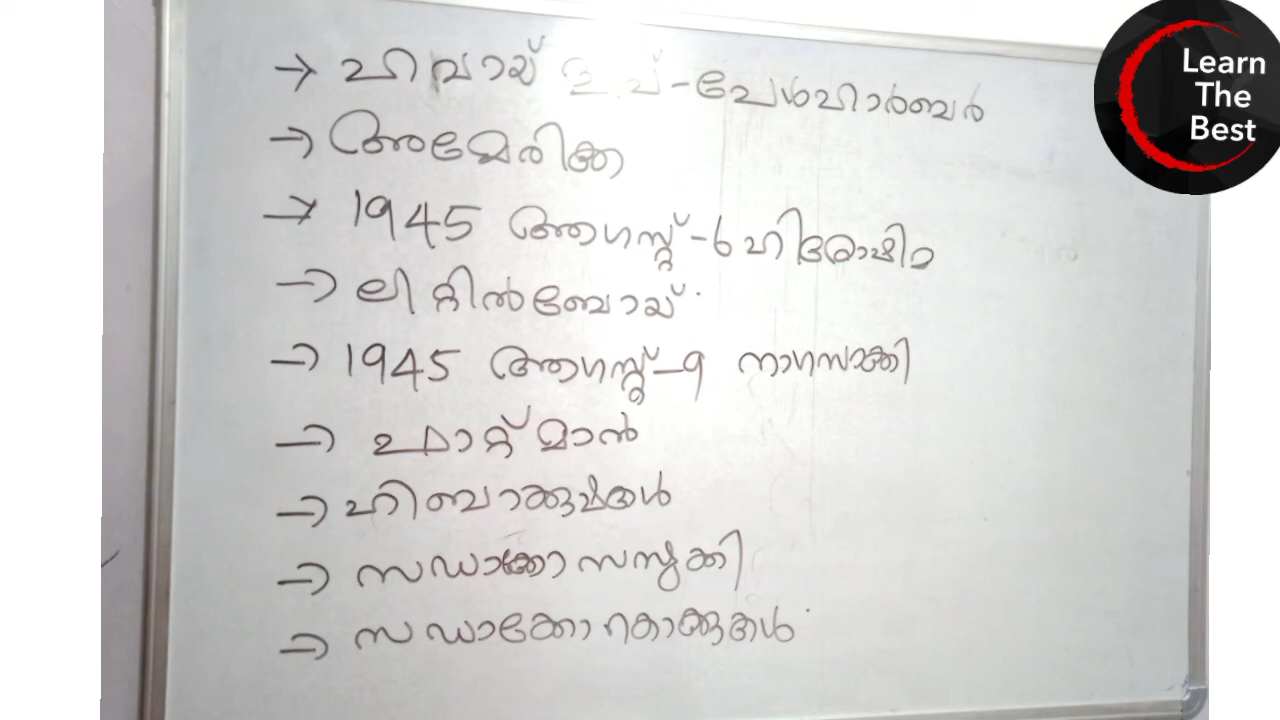 → ഹവായ് ദ്വീപ്-പേൾഹാർബർ
→ അമേരിക്ക
→ 1945 ആഗസ്റ്റ്-6 ഹിരോഷിമ
→ ലിറ്റിൽബോയ്
→ 1945 ആഗസ്റ്റ്-9 നാഗസാക്കി
→ ഫാറ്റ് മാൻ
→ ഹിബാക്കുഷകൾ
→ സഡാക്കോ സസുക്കി
→ സഡാക്കോ കൊക്കുകൾ
Learn
The
Best